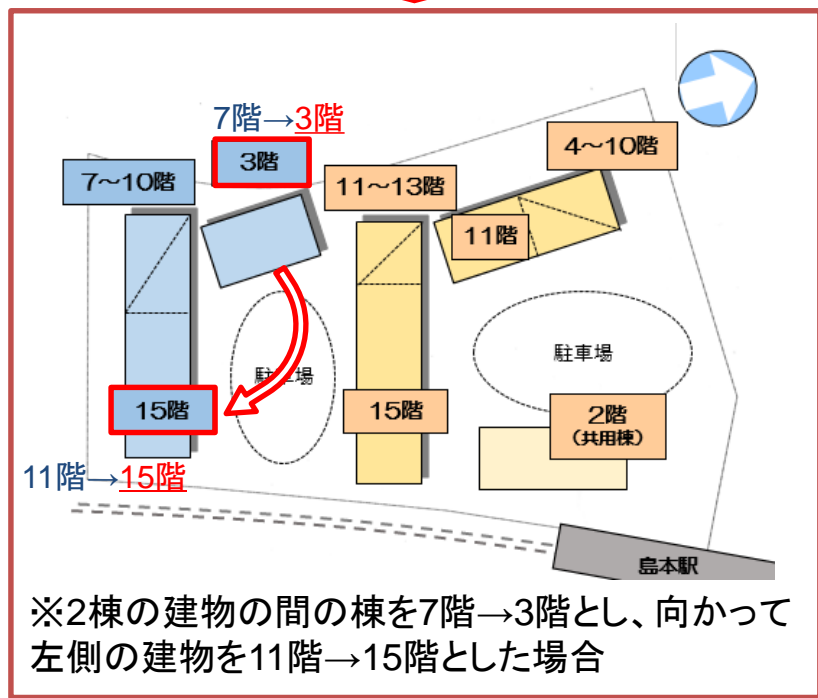 7階→3階
4～10階
3階
7～10階
11～13階
11階
駐車場
駐車場
15階
15階
2階
（共用棟）
11階→15階
島本駅
※2棟の建物の間の棟を7階→3階とし、向かって
左側の建物を11階→15階とした場合